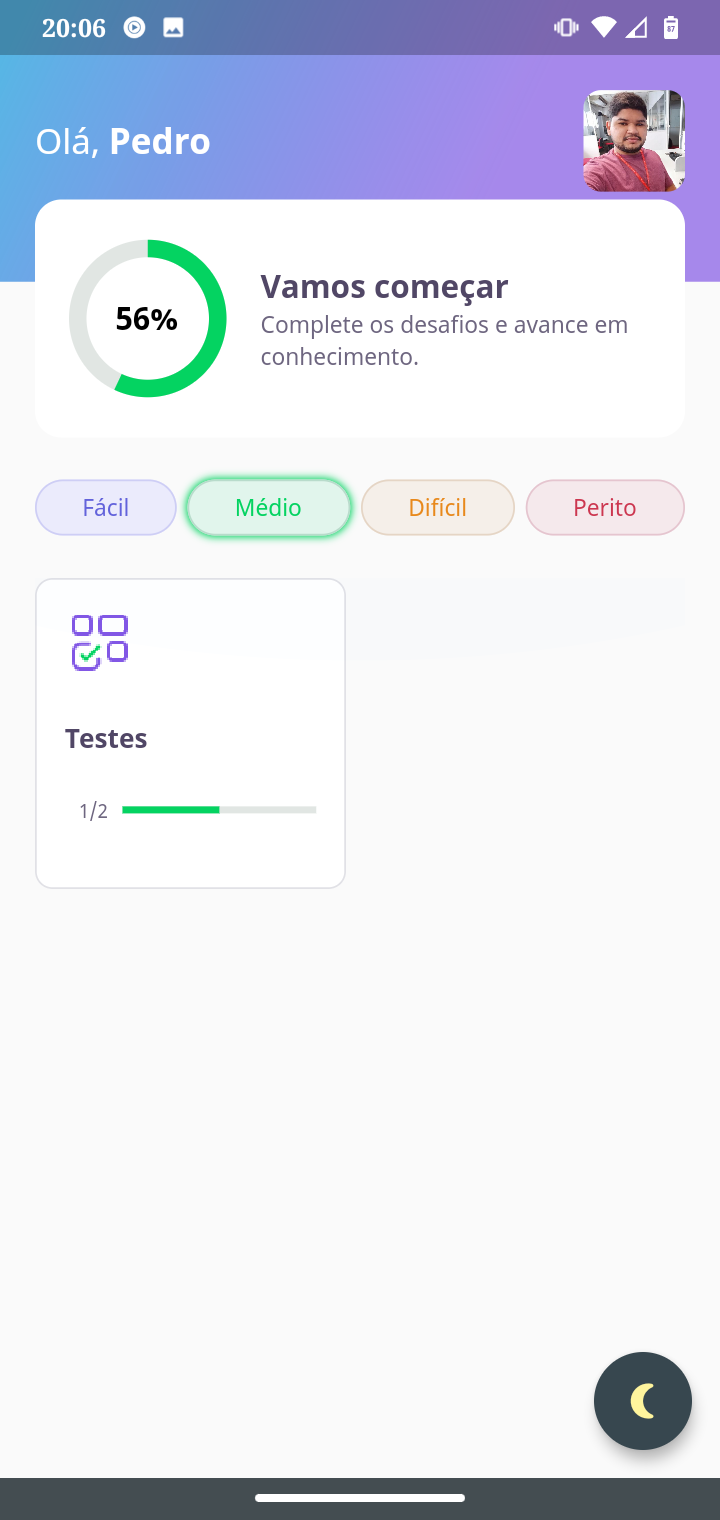 20:06
87
Olá, Pedro
56%
Vamos começar
Complete os desafios e avance em
conhecimento.
Fácil
Médio
Difícil
Perito
Testes
1/2